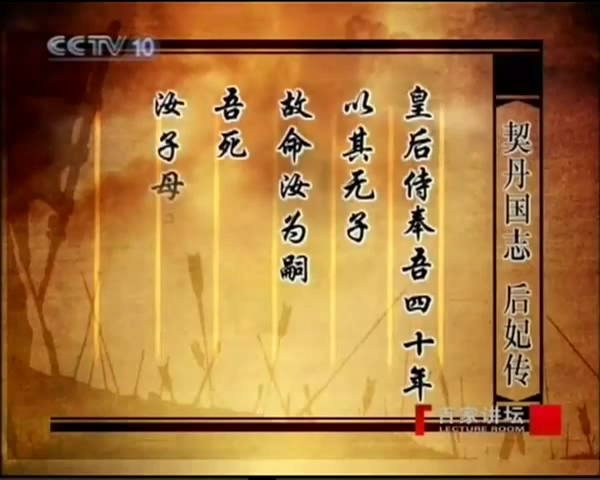 CCTV 10
契丹国志 后妃传
皇后侍奉吾四十年
以其无子
故命汝为嗣
吾死
汝子母
百家讲坛
LECTURE ROOM